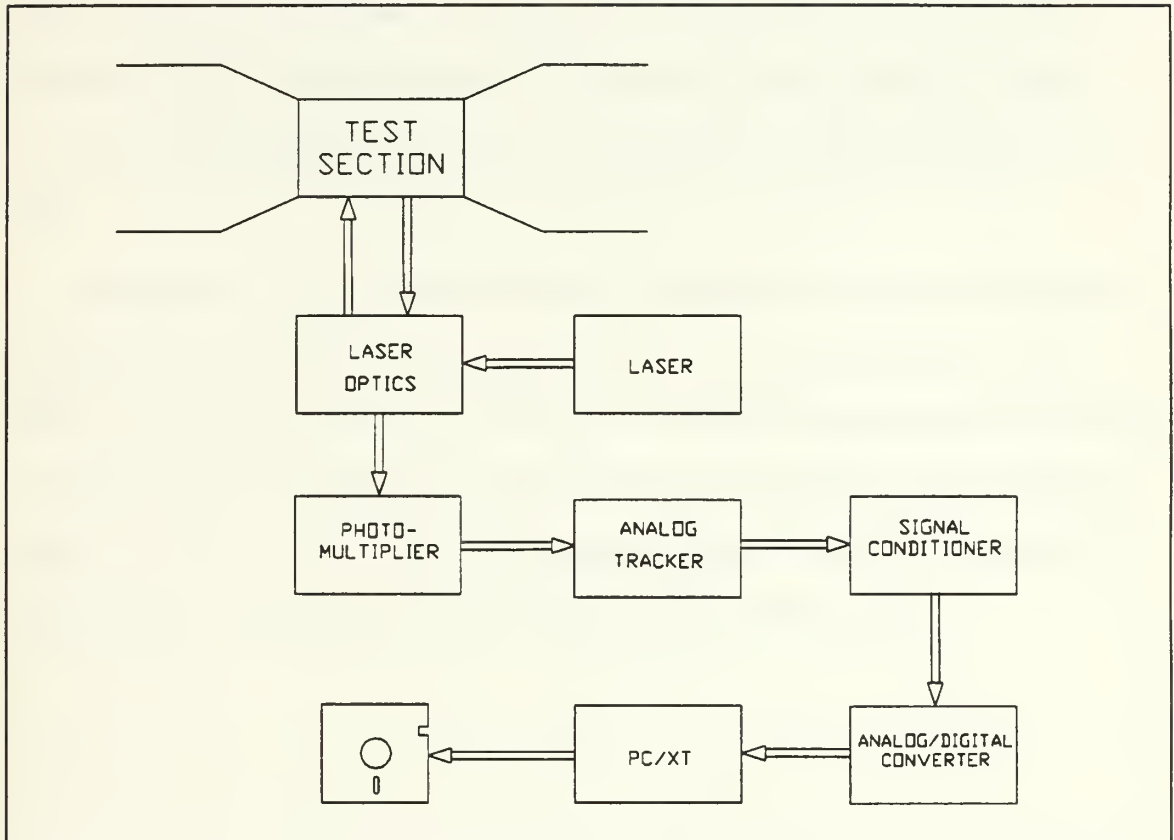 TEST
SECTION
LASER
OPTICS
LASER
PHOTO-
MULTIPLIER
ANALOG
TRACKER
SIGNAL
CONDITIONER
PC/XT
ANALOG/DIGITAL
CONVERTER